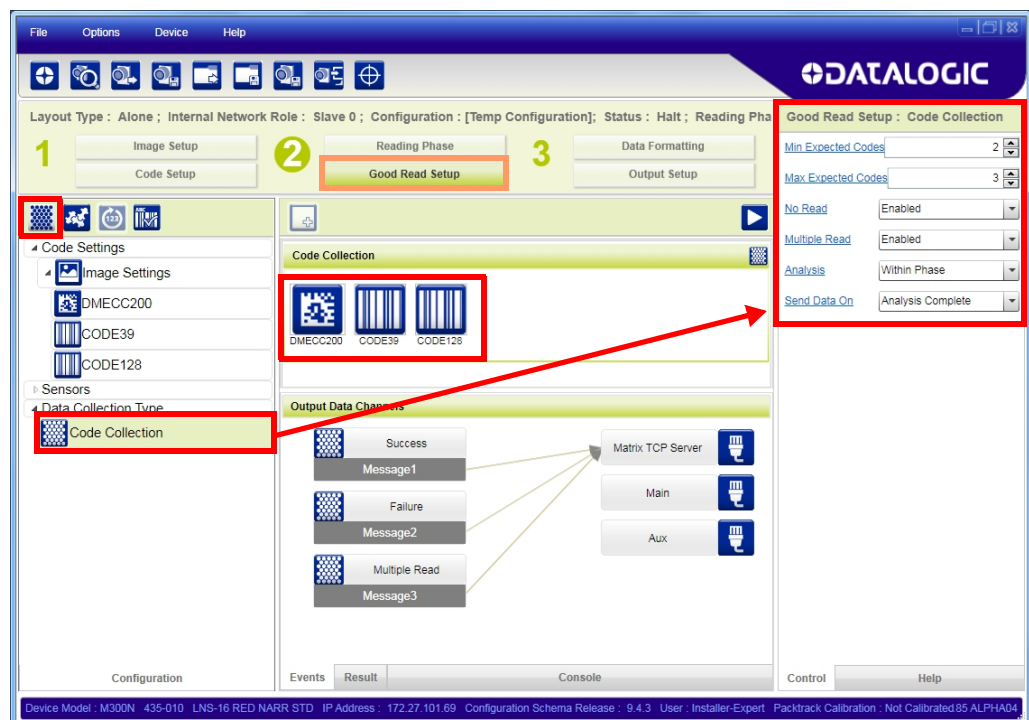 File Options Device Help
DATALOGIC
Layout Type : Alone ; Internal Network Role : Slave 0 ; Configuration : [Temp Configuration]; Status : Halt ; Reading Pha
Good Read Setup : Code Collection
1
Image Setup
Code Setup
2
Reading Phase
Good Read Setup
3
Data Formatting
Output Setup
Min Expected Codes 2
Max Expected Codes 3
No Read Enabled
Multiple Read Enabled
Analysis Within Phase
Send Data On Analysis Complete
Code Settings
Image Settings
DMECC200
CODE39
CODE128
Sensors
Data Collection Type
Code Collection
Configuration
Code Collection
DMECC200 CODE39 CODE128
Output Data Channels
Success
Message1
Failure
Message2
Multiple Read
Message3
Matrix TCP Server
Main
Aux
Events Result Console
Control Help
Device Model : M300N 435-010 LNS-16 RED NARR STD IP Address : 172.27.101.69 Configuration Schema Release : 9.4.3 User : Installer-Expert Packtrack Calibration : Not Calibrated 85 ALPHA04